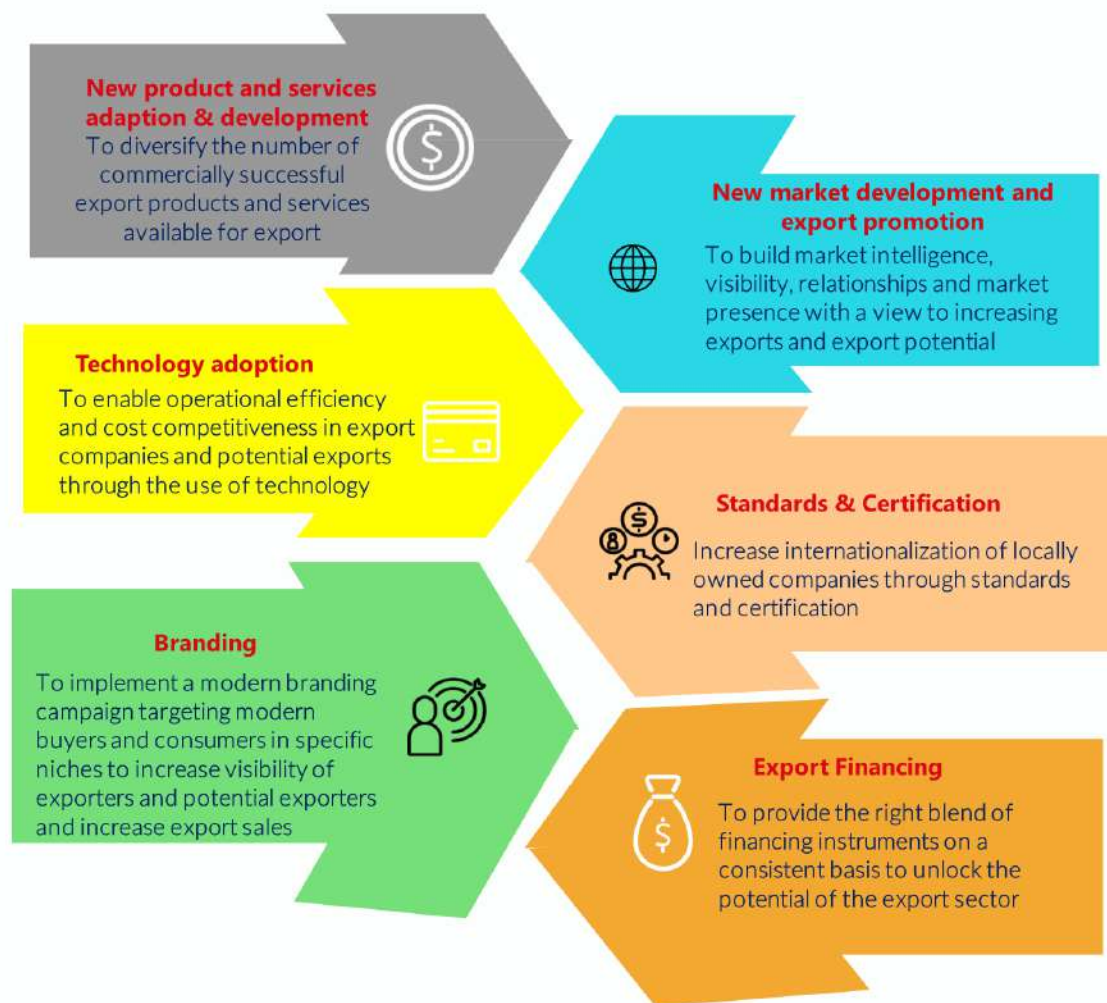 New product and services
adaption & development
To diversify the number of
commercially successful
export products and services
available for export
New market development and
export promotion
To build market intelligence,
visibility, relationships and market
presence with a view to increasing
exports and export potential
Technology adoption
To enable operational efficiency
and cost competitiveness in export
companies and potential exports
through the use of technology
Standards & Certification
Increase internationalization of locally
owned companies through standards
and certification
Branding
To implement a modern branding
campaign targeting modern
buyers and consumers in specific
niches to increase visibility of
exporters and potential exporters
and increase export sales
Export Financing
To provide the right blend of
financing instruments on a
consistent basis to unlock the
potential of the export sector